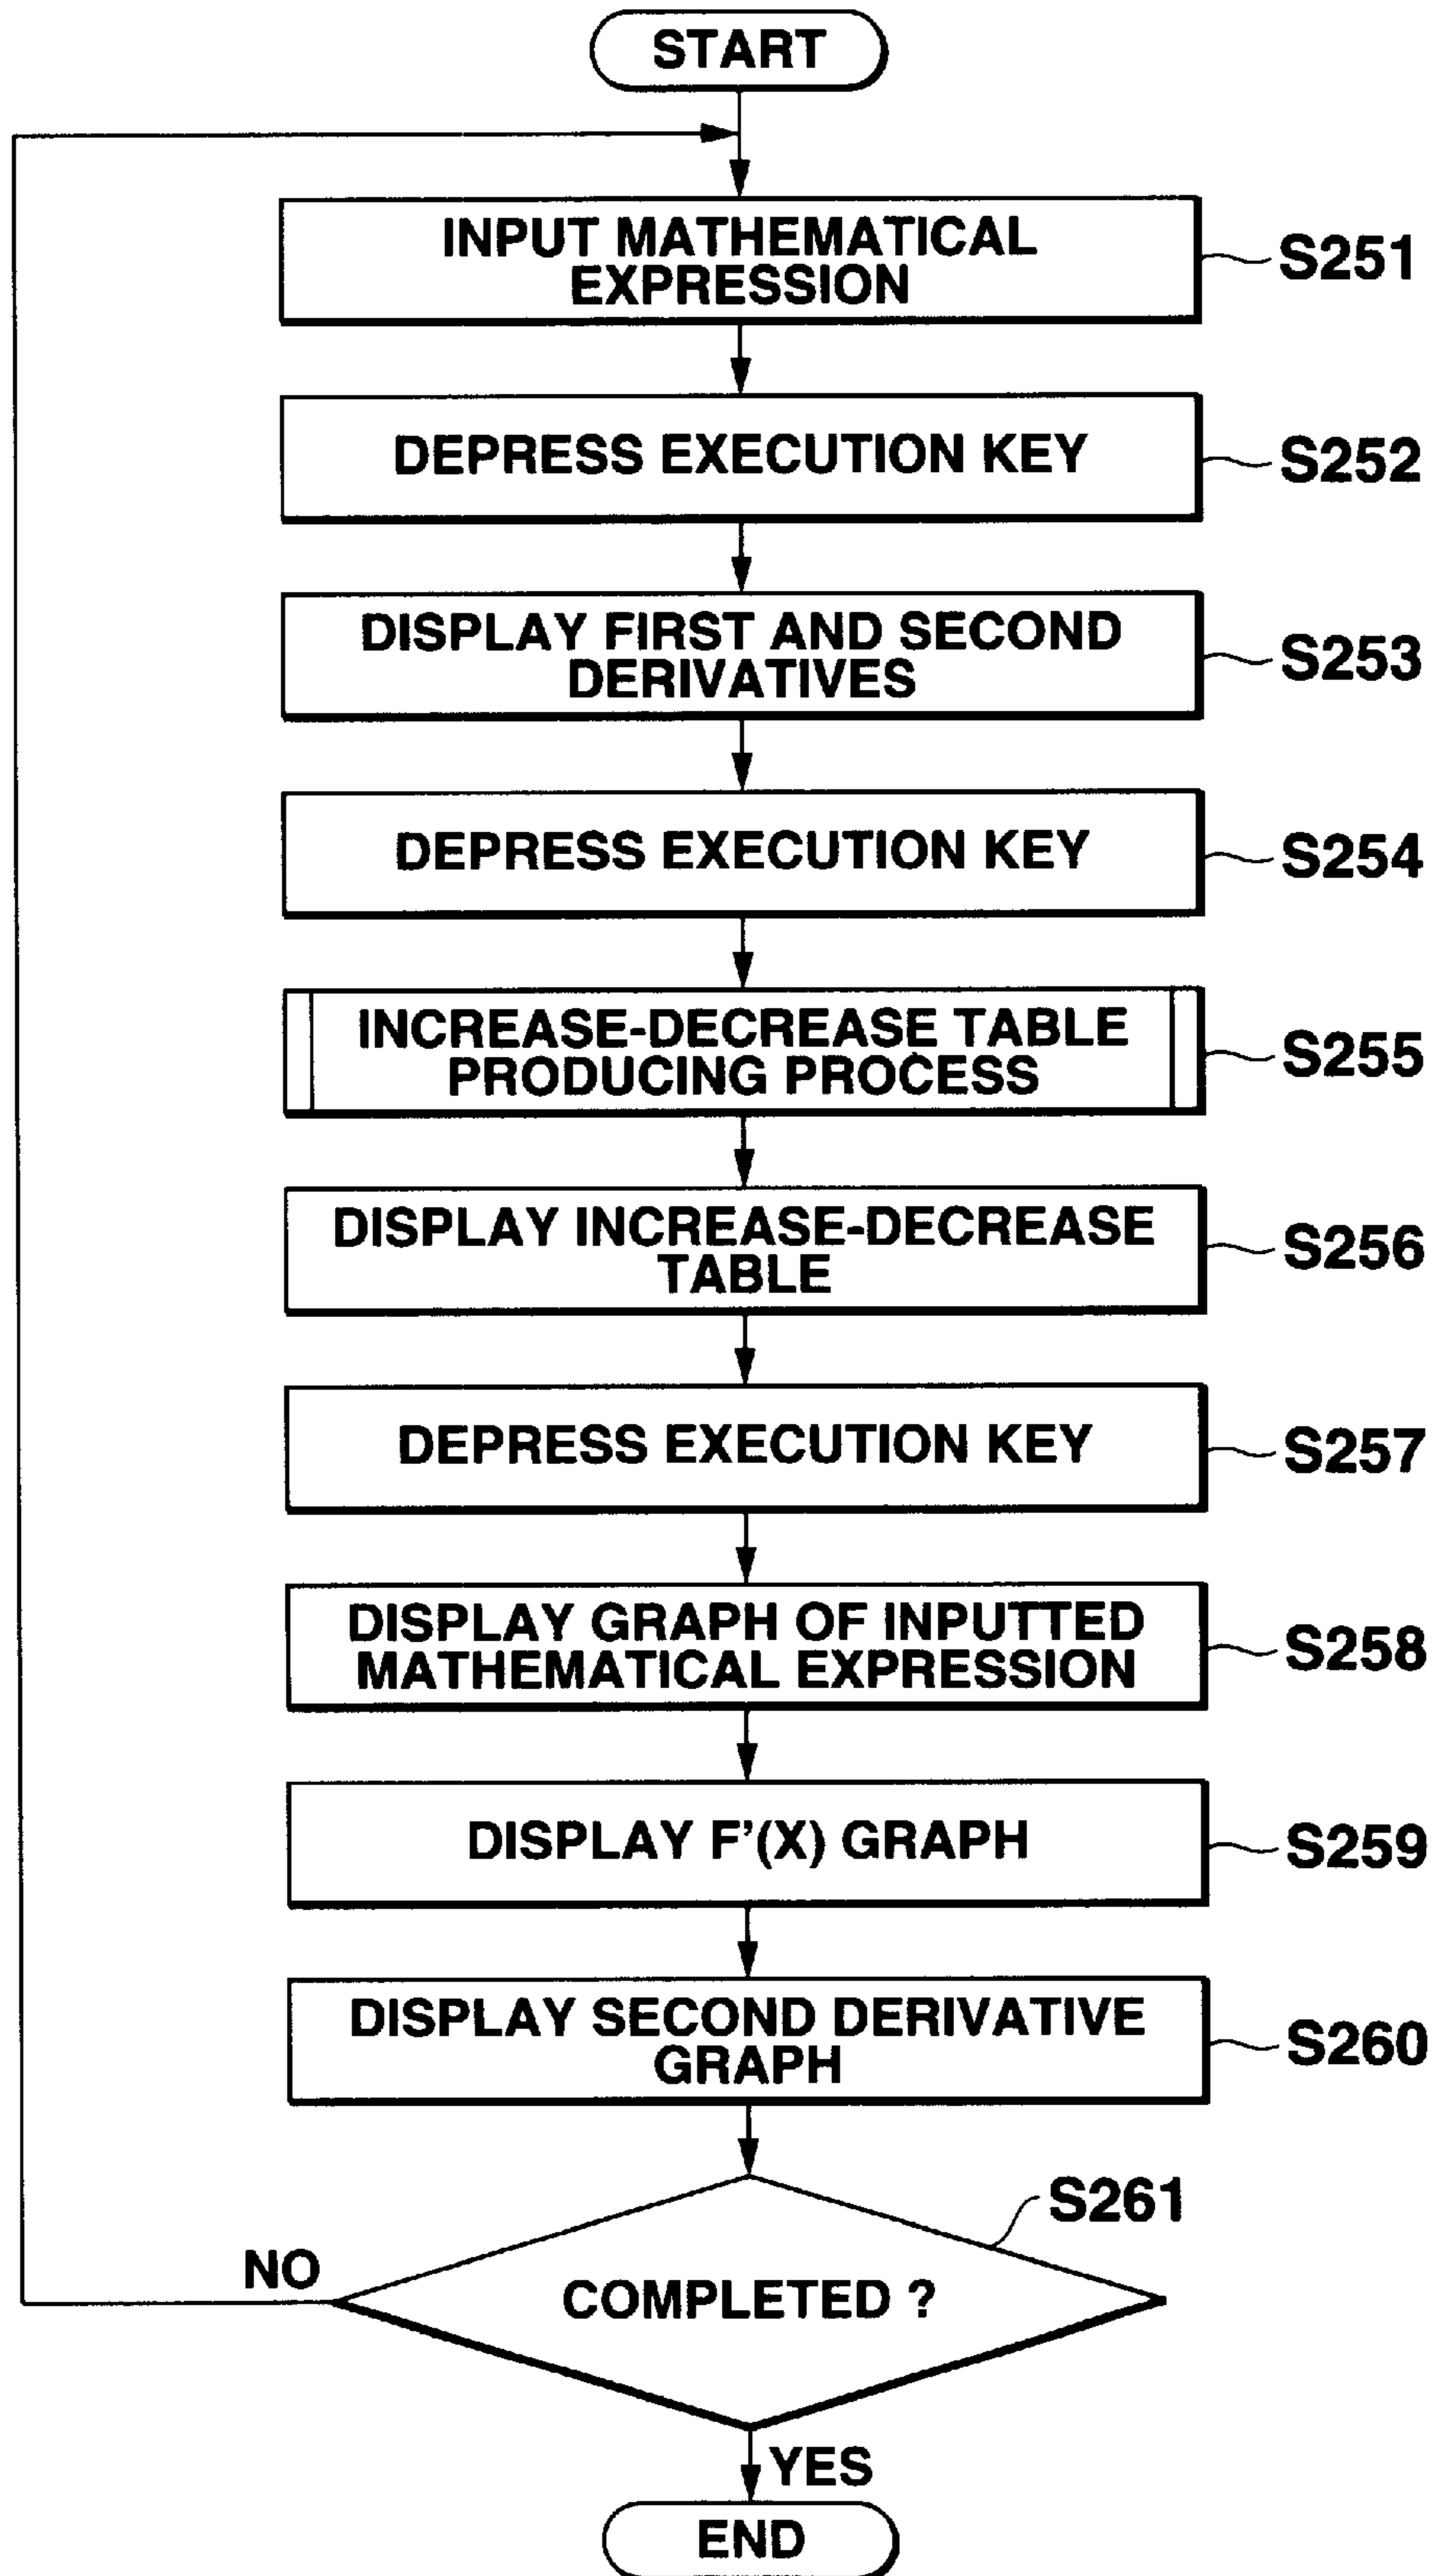 START
INPUT MATHEMATICAL
EXPRESSION
S251
DEPRESS EXECUTION KEY
S252
DISPLAY FIRST AND SECOND
DERIVATIVES
S253
DEPRESS EXECUTION KEY
S254
INCREASE-DECREASE TABLE
PRODUCING PROCESS
S255
DISPLAY INCREASE-DECREASE
TABLE
S256
DEPRESS EXECUTION KEY
S257
DISPLAY GRAPH OF INPUTTED
MATHEMATICAL EXPRESSION
S258
DISPLAY F'(X) GRAPH
S259
DISPLAY SECOND DERIVATIVE
GRAPH
S260
S261
NO
COMPLETED ?
YES
END